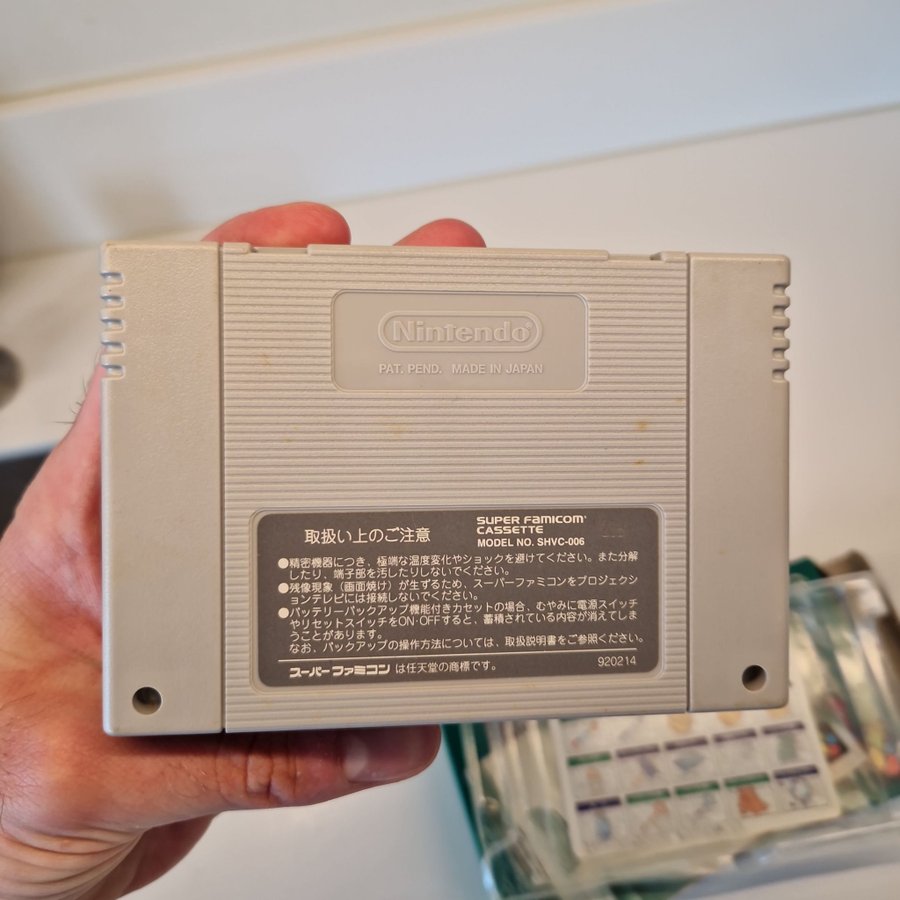 Nintendo®
PAT. PEND. MADE IN JAPAN
取扱い上のご注意
SUPER FAMICOM
CASSETTE
MODEL NO. SHVC-006
●精密機器につき、極端な温度変化やショックを避けてください。また分解
したり、端子部を汚したりしないでください。
●残像現象（画面焼け）が生ずるため、スーパーファミコンをプロジェクシ
ョンテレビには接続しないでください。
●バッテリーバックアップ機能付きカセットの場合、むやみに電源スイッチ
やリセットスイッチをON・OFFすると、蓄積されている内容が消えてしま
うことがあります。
なお、バックアップの操作方法については、取扱説明書をご参照ください。
スーパーファミコンは任天堂の商標です。
920214